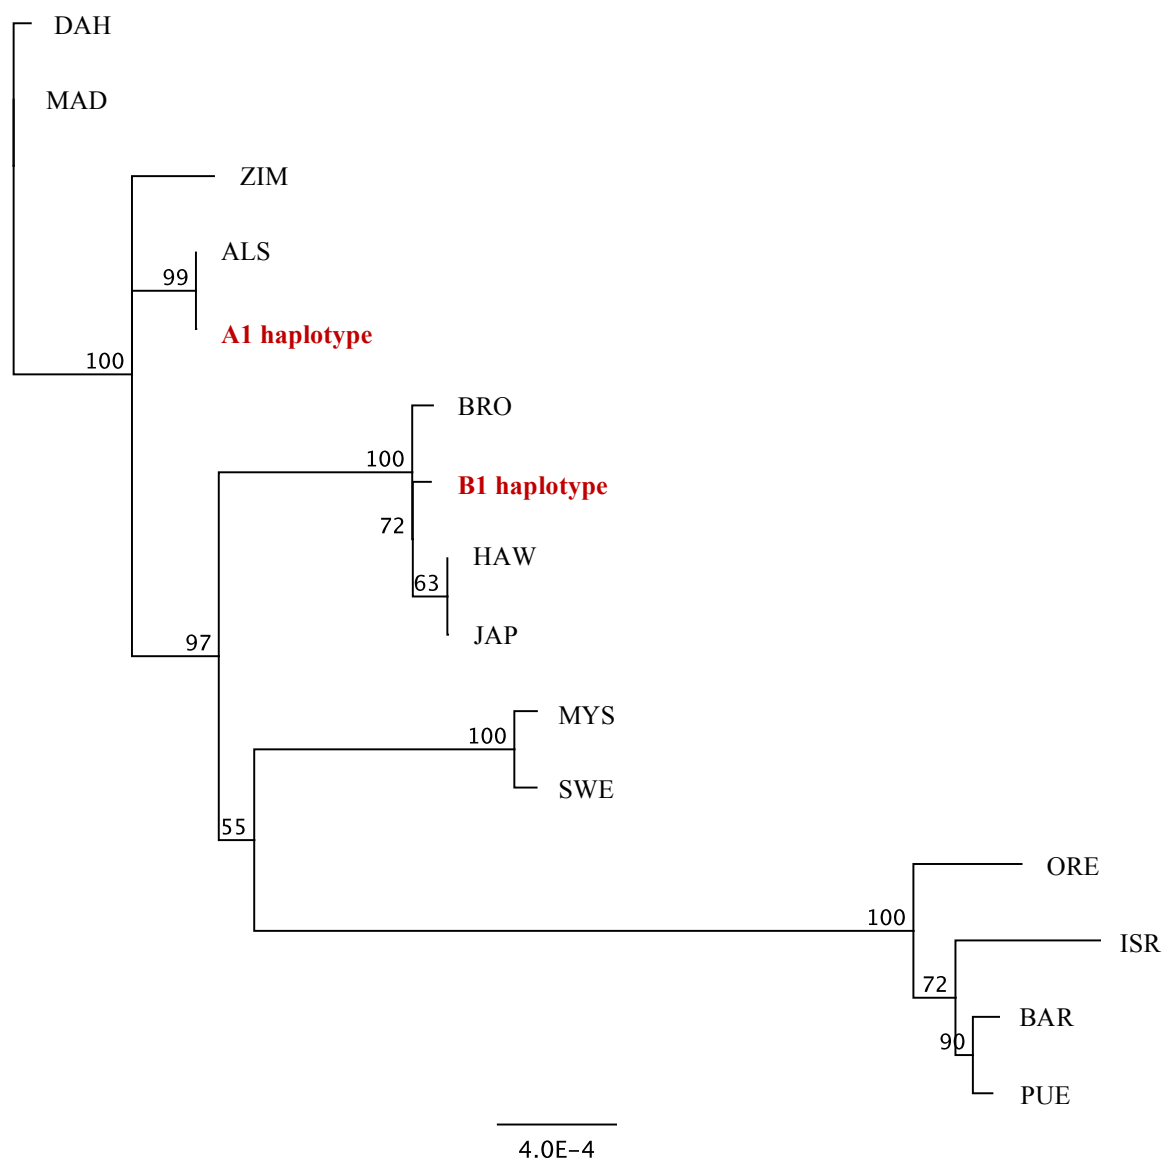 DAH
MAD
ZIM
ALS
99
A1 haplotype
100
BRO
100
B1 haplotype
72
HAW
63
JAP
97
MYS
100
SWE
55
ORE
100
ISR
72
BAR
90
PUE
4.0E-4